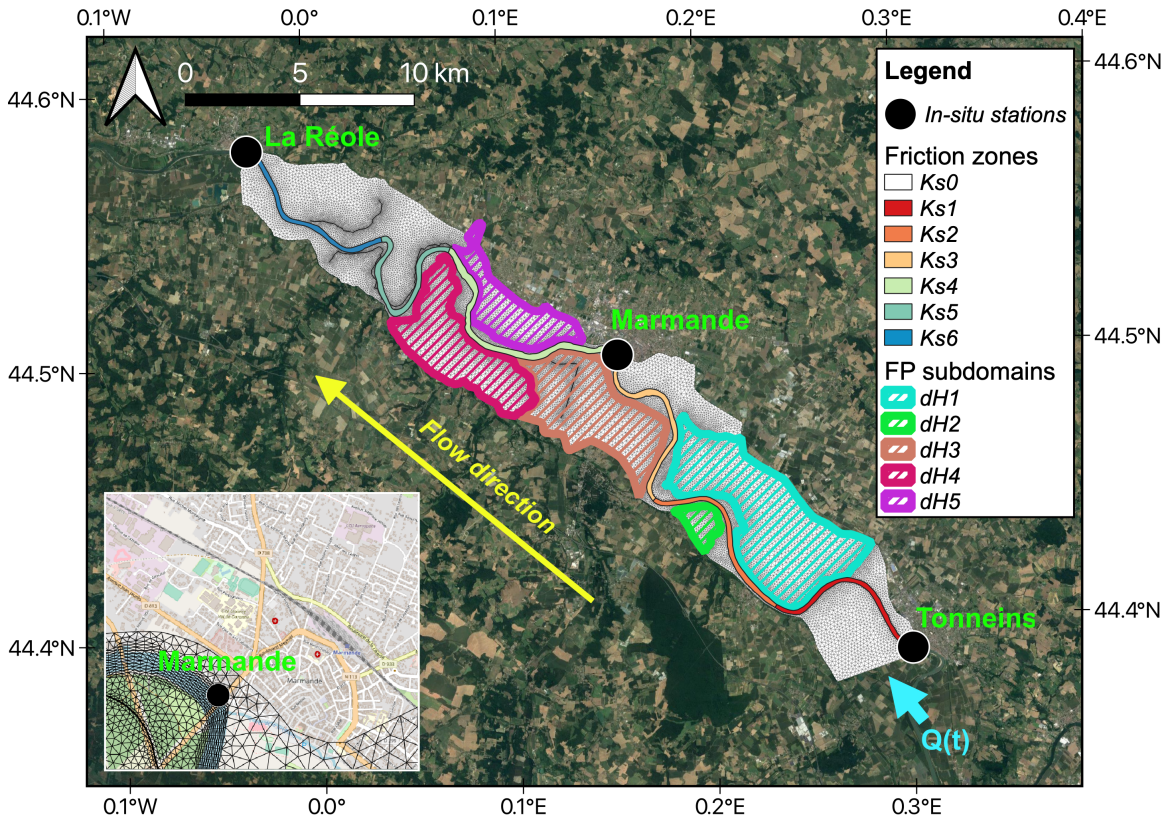 0.1°W 0.0° 0.1°E 0.2°E 0.3°E 0.4°E
44.6°N
44.5°N
44.4°N
44.6°N
44.5°N
44.4°N
0 5 10 km
La Réole
Marmande
Tonneins
Flow direction
Q(t)
Legend
In-situ stations
Friction zones
Ks0
Ks1
Ks2
Ks3
Ks4
Ks5
Ks6
FP subdomains
dH1
dH2
dH3
dH4
dH5
Marmande
Marmande
Marmande
0.1°W 0.0° 0.1°E 0.2°E 0.3°E